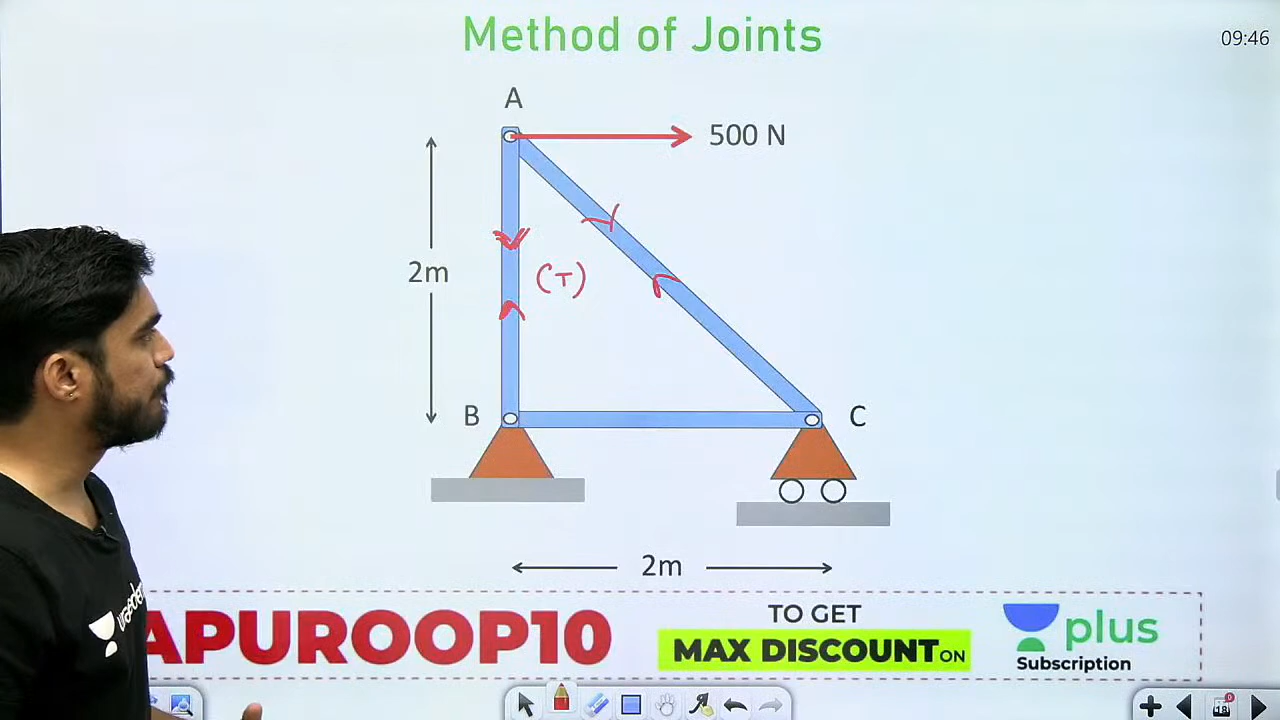 Method of Joints
09:46
A
500 N
2m
(T)
B
C
2m
APUROOP10
TO GET
MAX DISCOUNT ON
plus
Subscription